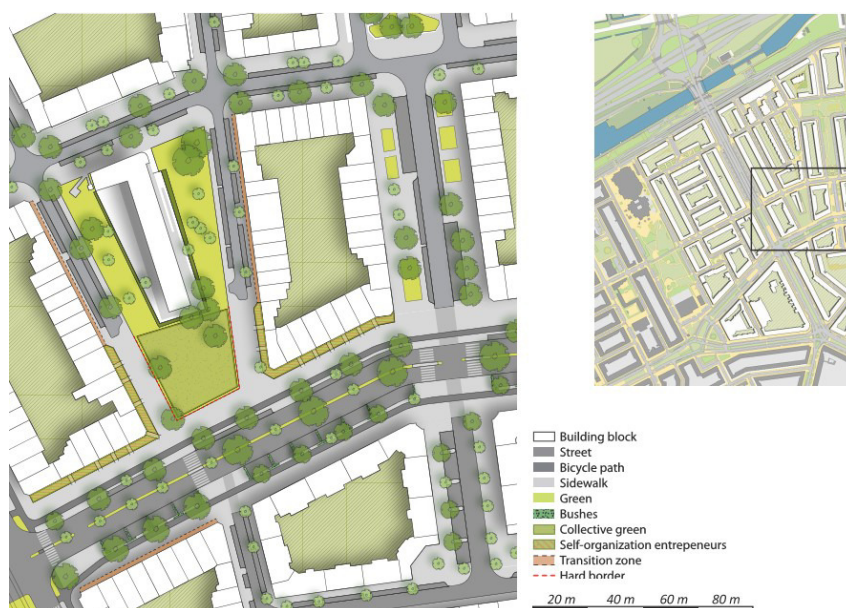 Building block
Street
Bicycle path
Sidewalk
Green
Bushes
Collective green
Self-organization entrepeneurs
Transition zone
Hard border
20 m 40 m 60 m 80 m